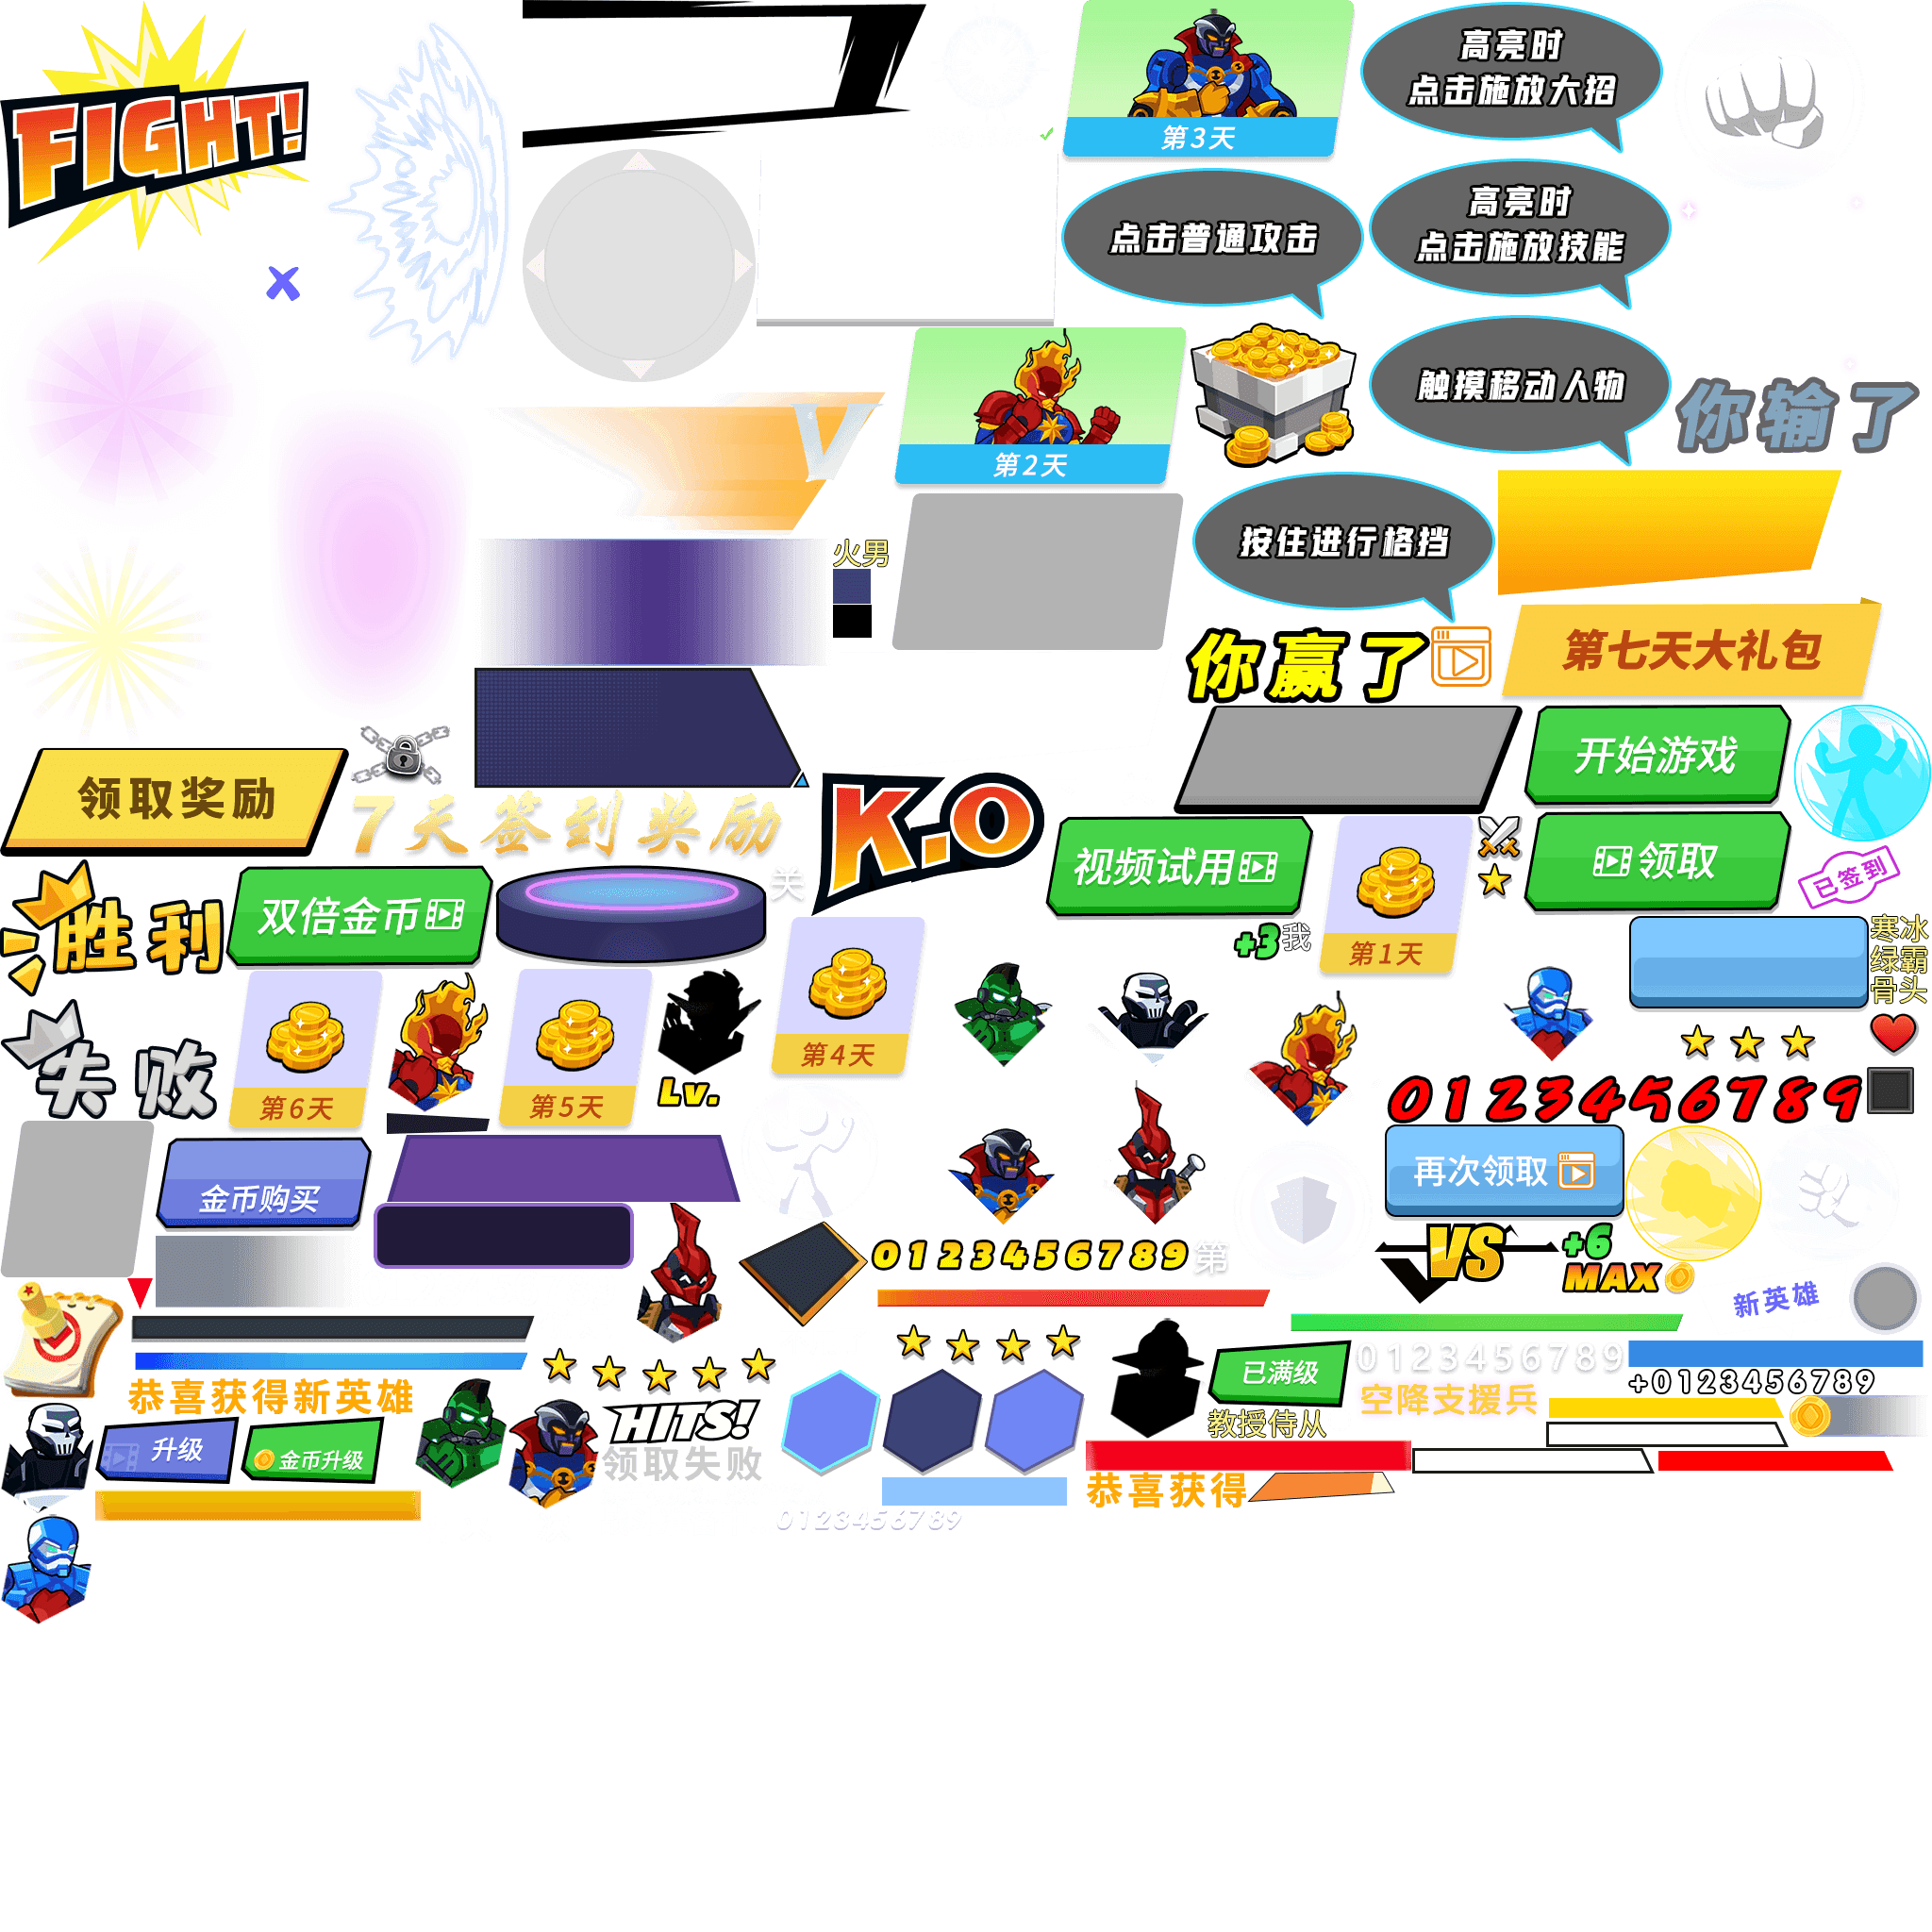 FIGHT!
第3天
高亮时
点击施放大招
点击普通攻击
高亮时
点击施放技能
触摸移动人物
你输了
V
第2天
按住进行格挡
火男
你赢了
第七天大礼包
领取奖励
7天签到奖励
K.O
开始游戏
视频试用
领取
已签到
胜利
双倍金币
关
+3
我
第1天
寒冰
绿霸
骨头
失败
第6天
第5天
Lv.
第4天
0123456789
金币购买
再次领取
0123456789
第
VS
+6
MAX
新英雄
恭喜获得新英雄
已满级
0123456789
+0123456789
空降支援兵
教授侍从
升级
金币升级
HITS!
领取失败
恭喜获得
0123456789